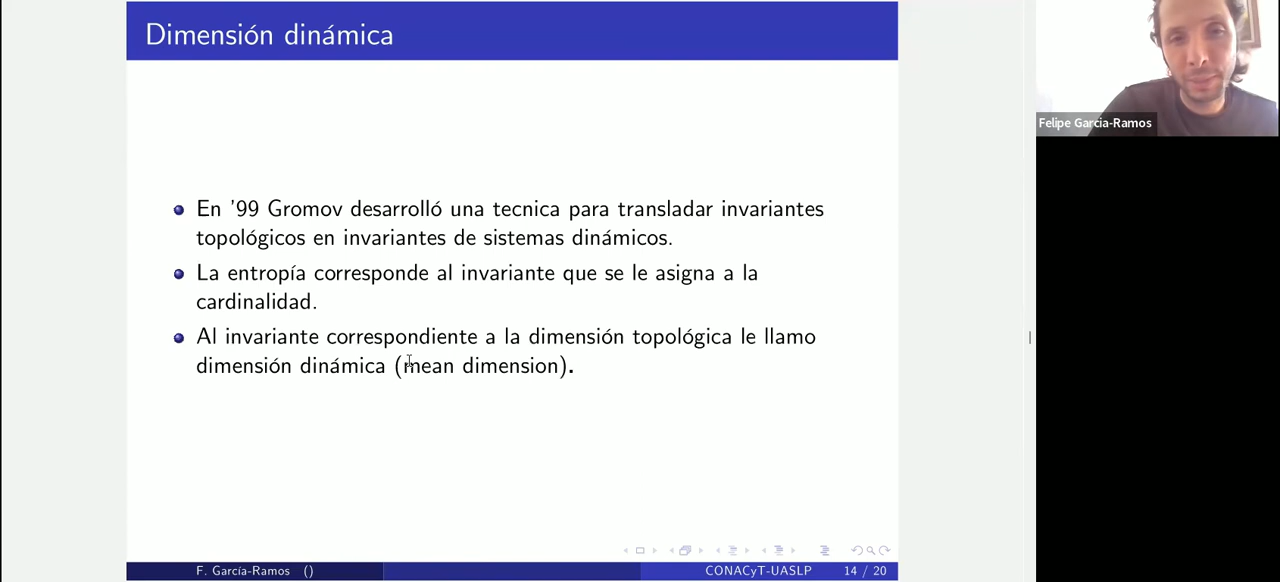 Dimensión dinámica
Felipe Garcia-Ramos
En '99 Gromov desarrolló una tecnica para transladar invariantes
topológicos en invariantes de sistemas dinámicos.
La entropía corresponde al invariante que se le asigna a la
cardinalidad.
Al invariante correspondiente a la dimensión topológica le llamo
dimensión dinámica (mean dimension).
F. García-Ramos () CONACyT-UASLP 14 / 20